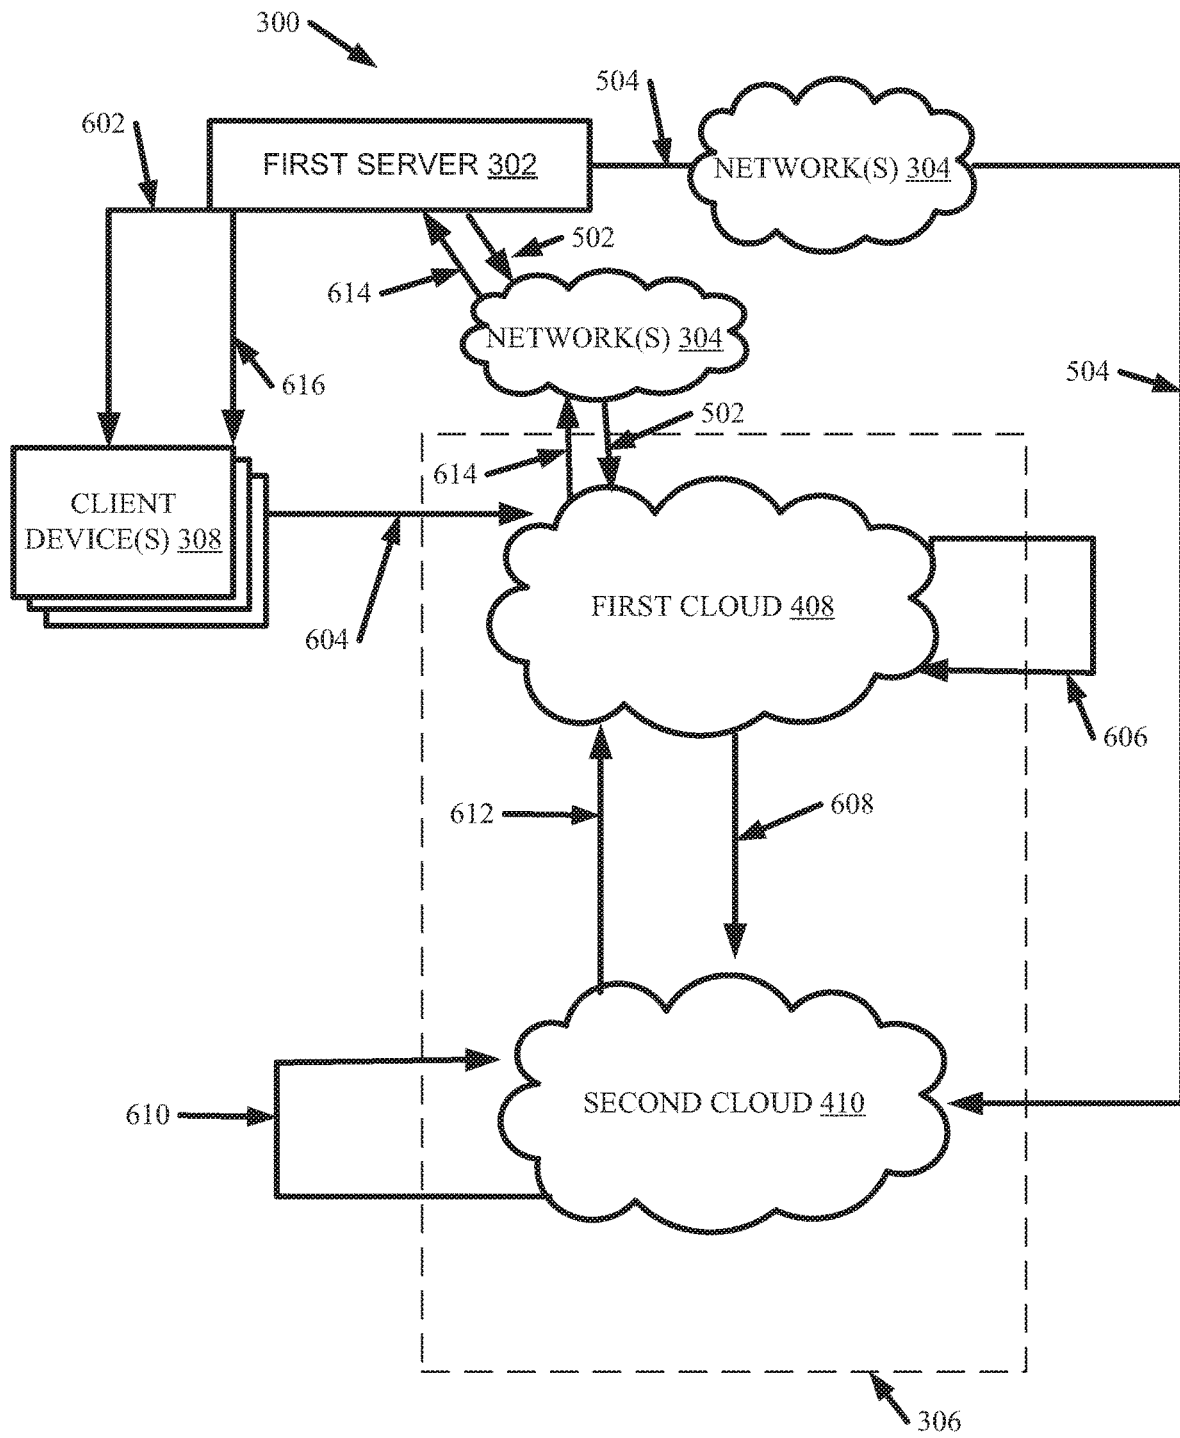 300
504
602
FIRST SERVER 302
NETWORK(S) 304
502
614
NETWORK(S) 304
616
504
502
614
CLIENT
DEVICE(S) 308
604
FIRST CLOUD 408
606
612
608
610
SECOND CLOUD 410
306